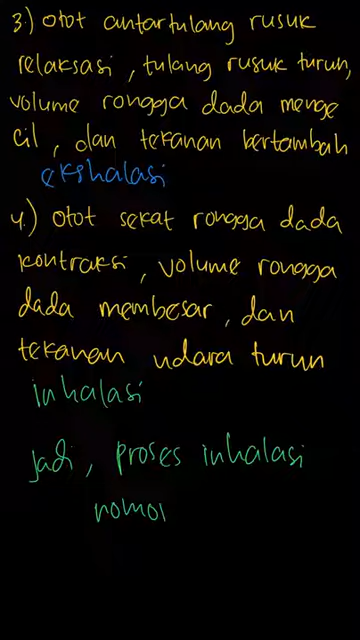 3.) Otot antartulang rusuk
relaksasi, tulang rusuk turun,
volume rongga dada menge
cil, dan tekanan bertambah
ekshalasi
4.) Otot sekat rongga dada
kontraksi, volume rongga
dada membesar, dan
tekanan udara turun
inhalasi
jadi, proses inhalasi
nomor